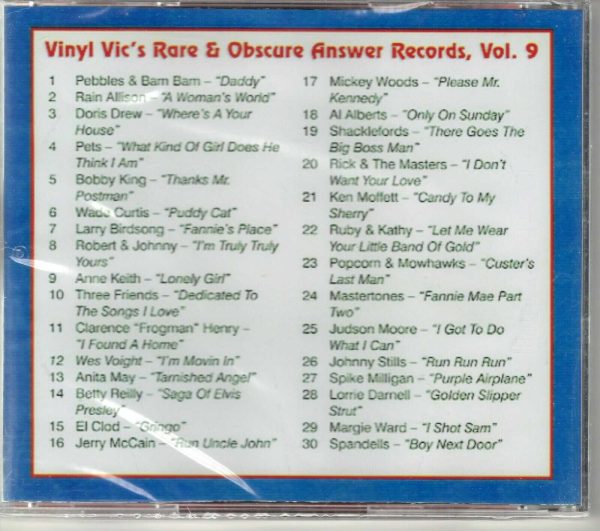 Vinyl Vic's Rare & Obscure Answer Records, Vol. 9
1 Pebbles & Bam Bam – "Daddy"
2 Rain Allison – "A Woman's World"
3 Doris Drew – "Where's A Your
House"
4 Pets – "What Kind Of Girl Does He
Think I Am"
5 Bobby King – "Thanks Mr.
Postman"
6 Wade Curtis – "Puddy Cat"
7 Larry Birdsong – "Fannie's Place"
8 Robert & Johnny – "I'm Truly Truly
Yours"
9 Anne Keith – "Lonely Girl"
10 Three Friends – "Dedicated To
The Songs I Love"
11 Clarence "Frogman" Henry –
"I Found A Home"
12 Wes Voight – "I'm Movin In"
13 Anita May – "Tarnished Angel"
14 Betty Reilly – "Saga Of Elvis
Presley"
15 El Clod – "Gringo"
16 Jerry McCain – "Run Uncle John"
17 Mickey Woods – "Please Mr.
Kennedy"
18 Al Alberts – "Only On Sunday"
19 Shacklefords – "There Goes The
Big Boss Man"
20 Rick & The Masters – "I Don't
Want Your Love"
21 Ken Moffett – "Candy To My
Sherry"
22 Ruby & Kathy – "Let Me Wear
Your Little Band Of Gold"
23 Popcorn & Mowhawks – "Custer's
Last Man"
24 Mastertones – "Fannie Mae Part
Two"
25 Judson Moore – "I Got To Do
What I Can"
26 Johnny Stills – "Run Run Run"
27 Spike Milligan – "Purple Airplane"
28 Lorrie Darnell – "Golden Slipper
Strut"
29 Margie Ward – "I Shot Sam"
30 Spandells – "Boy Next Door"